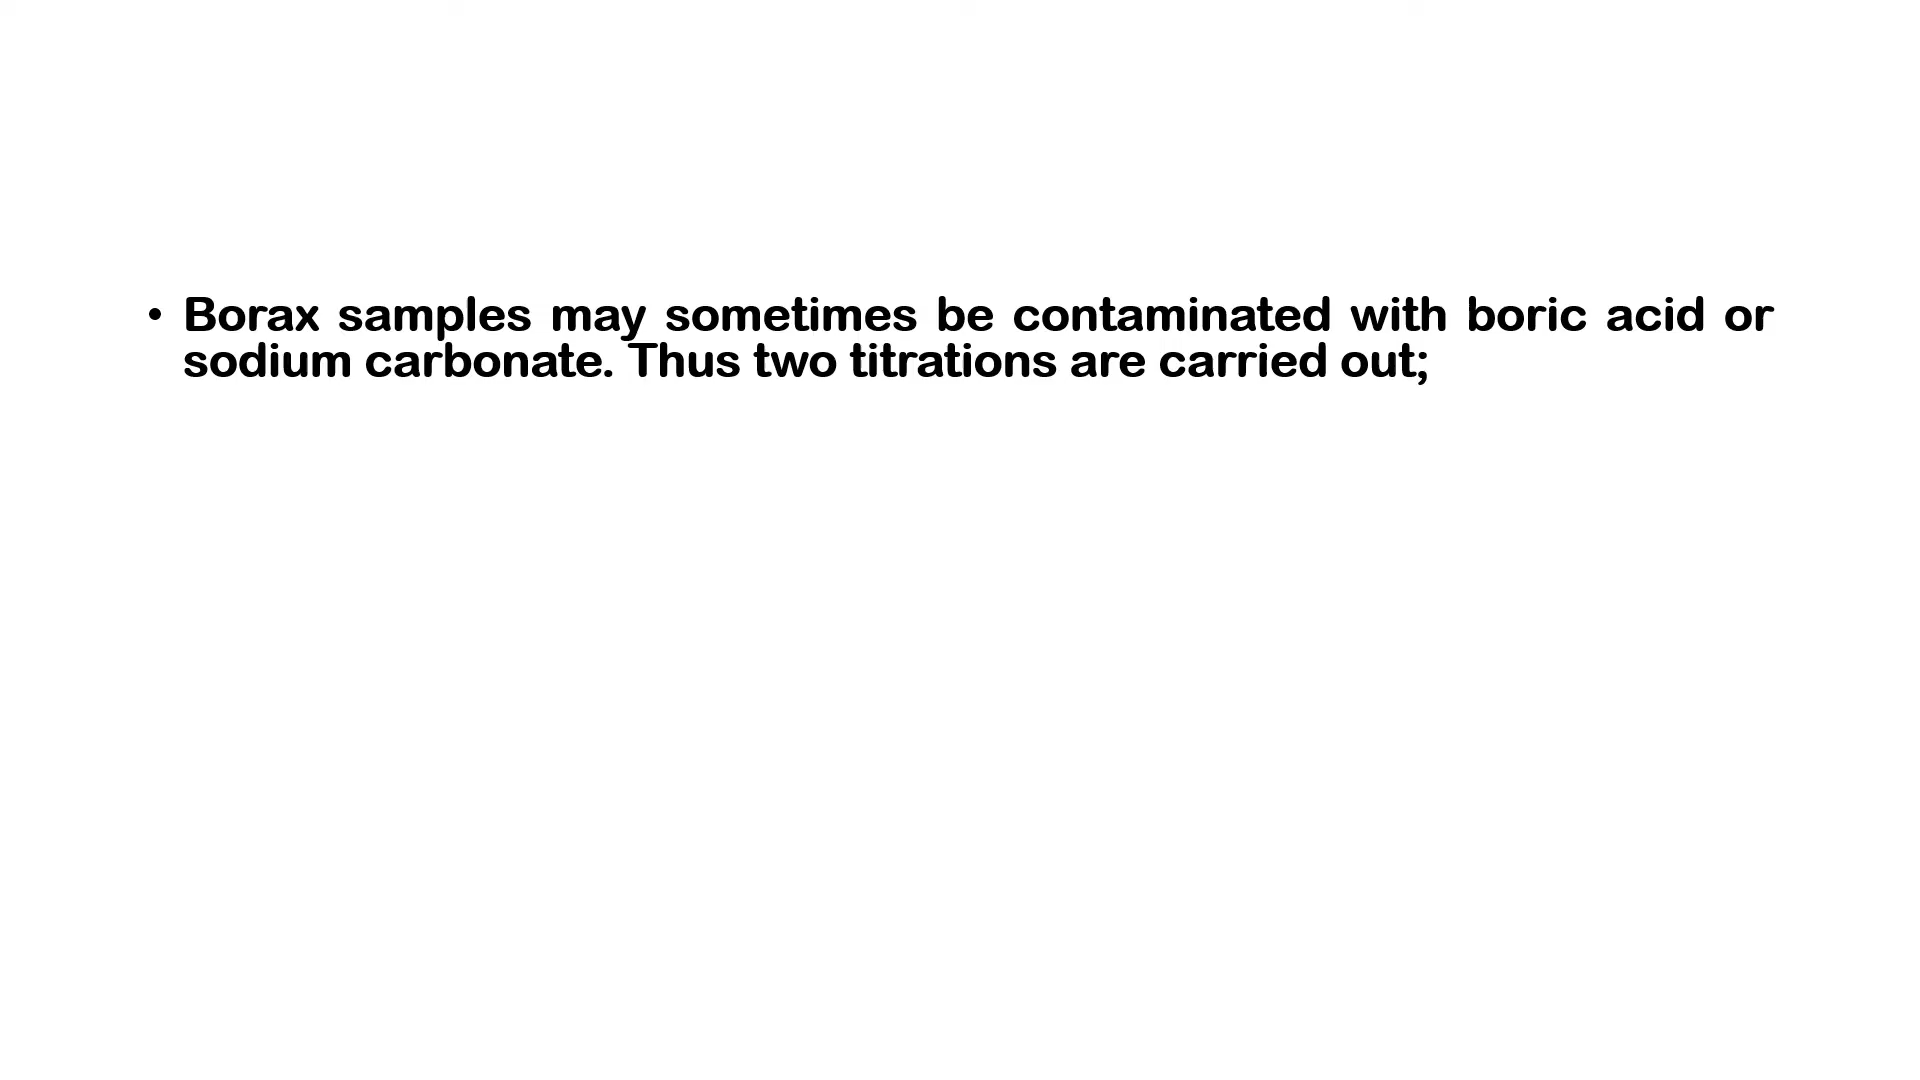 • Borax samples may sometimes be contaminated with boric acid or
sodium carbonate. Thus two titrations are carried out;